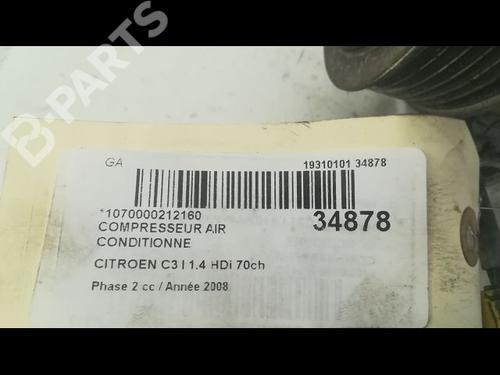 B-PARTS
GA
19310101 34878
*1070000212160
34878
COMPRESSEUR AIR
CONDITIONNE
CITROEN C3 I 1.4 HDi 70ch
Phase 2 cc / Année 2008